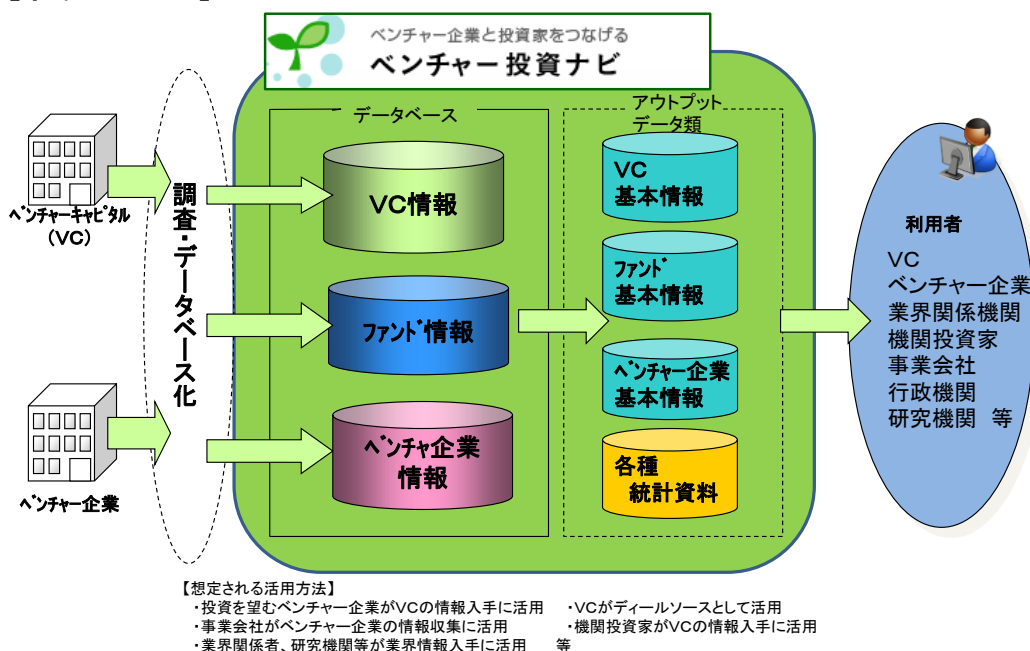 ベンチャー企業と投資家をつなげる
ベンチャー投資ナビ
データベース
アウトプット
データ類
ベンチャーキャピタル
(VC)
ベンチャー企業
調査・データベース化
VC情報
ファンド情報
ベンチャ企業
情報
VC
基本情報
ファンド
基本情報
ベンチャー企業
基本情報
各種
統計資料
利用者
VC
ベンチャー企業
業界関係機関
機関投資家
事業会社
行政機関
研究機関 等
【想定される活用方法】
・投資を望むベンチャー企業がVCの情報入手に活用 ・VCがディールソースとして活用
・事業会社がベンチャー企業の情報収集に活用 ・機関投資家がVCの情報入手に活用
・業界関係者、研究機関等が業界情報入手に活用 等